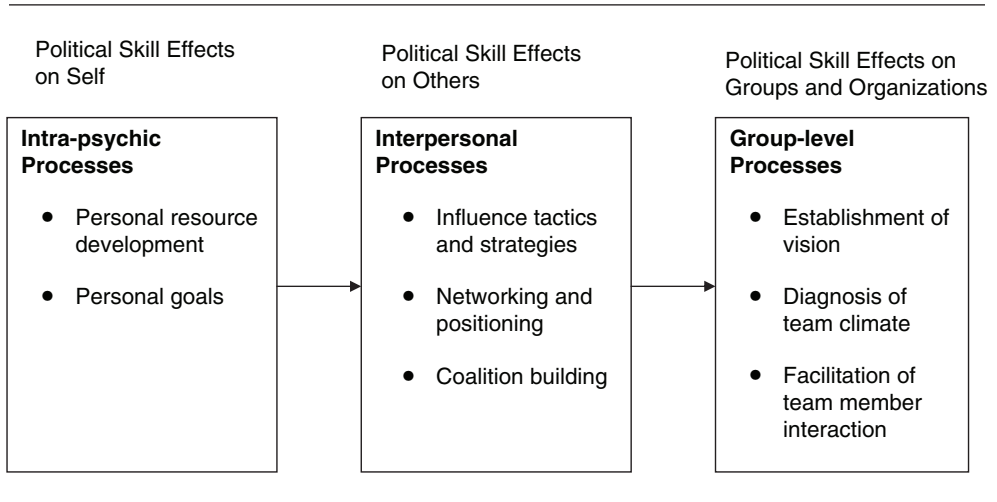 Political Skill Effects
on Self
Intra-psychic
Processes
● Personal resource
development
● Personal goals
Political Skill Effects
on Others
Interpersonal
Processes
● Influence tactics
and strategies
● Networking and
positioning
● Coalition building
Political Skill Effects on
Groups and Organizations
Group-level
Processes
● Establishment of
vision
● Diagnosis of
team climate
● Facilitation of
team member
interaction